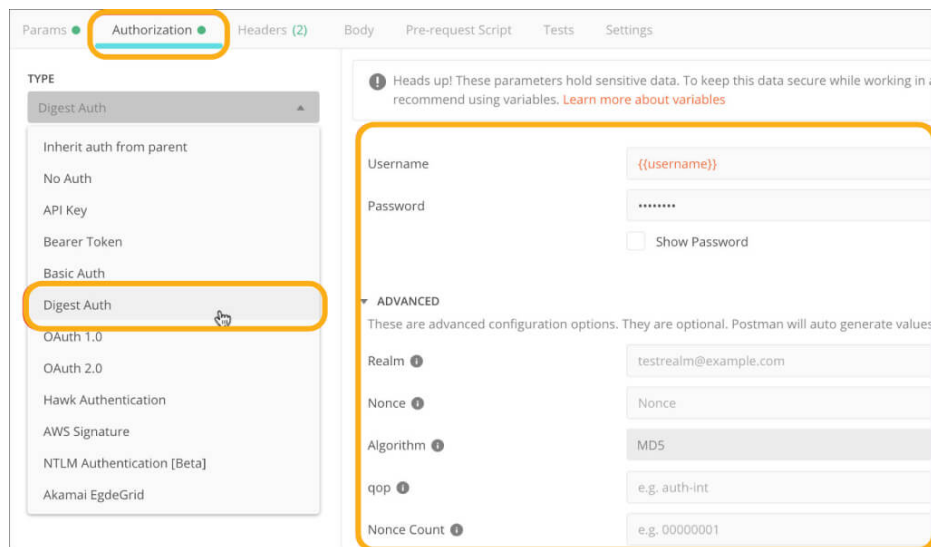 Params
Authorization
Headers (2)
Body
Pre-request Script
Tests
Settings
TYPE
Digest Auth
Inherit auth from parent
No Auth
API Key
Bearer Token
Basic Auth
Digest Auth
OAuth 1.0
OAuth 2.0
Hawk Authentication
AWS Signature
NTLM Authentication [Beta]
Akamai EgdeGrid
Heads up! These parameters hold sensitive data. To keep this data secure while working in a
recommend using variables. Learn more about variables
Username
{{username}}
Password
••••••••
Show Password
ADVANCED
These are advanced configuration options. They are optional. Postman will auto generate values
Realm
testrealm@example.com
Nonce
Nonce
Algorithm
MD5
qop
e.g. auth-int
Nonce Count
e.g. 00000001